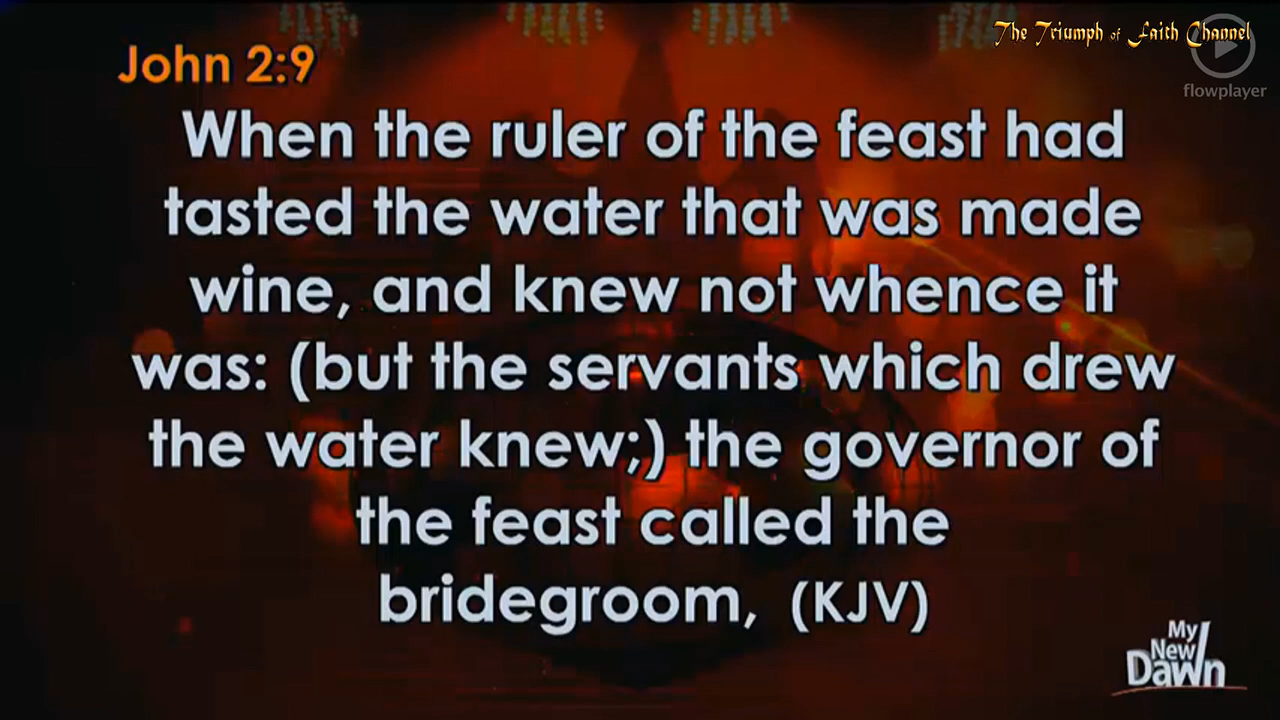 The Triumph of Faith Channel
flowplayer
John 2:9
When the ruler of the feast had
tasted the water that was made
wine, and knew not whence it
was: (but the servants which drew
the water knew;) the governor of
the feast called the
bridegroom, (KJV)
My
New
Dawn